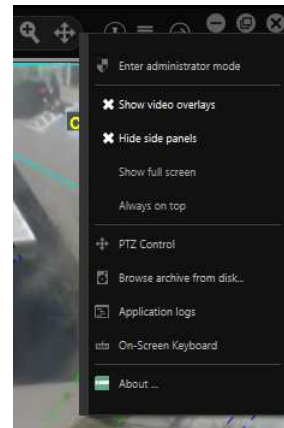 C
Enter administrator mode
Show video overlays
Hide side panels
Show full screen
Always on top
PTZ Control
Browse archive from disk...
Application logs
On-Screen Keyboard
About ...